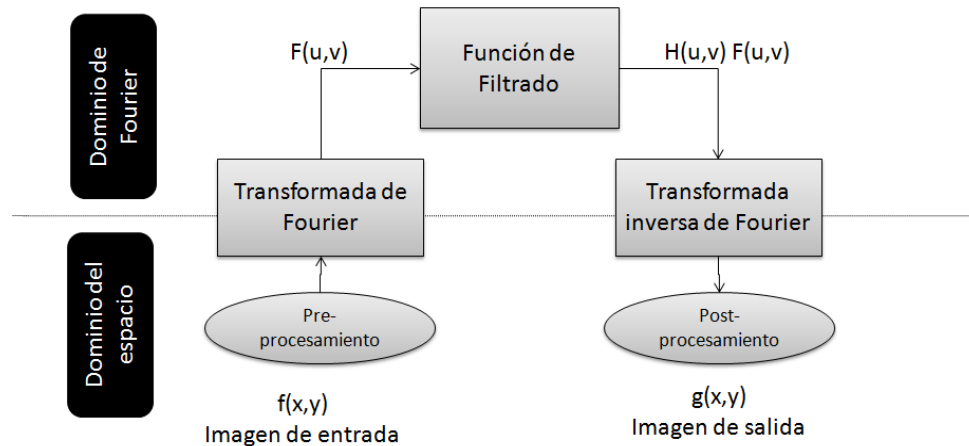 Dominio de
Fourier
F(u,v)
Función de
Filtrado
H(u,v) F(u,v)
Transformada de
Fourier
Transformada
inversa de Fourier
Dominio del
espacio
Pre-
procesamiento
Post-
procesamiento
f(x,y)
Imagen de entrada
g(x,y)
Imagen de salida